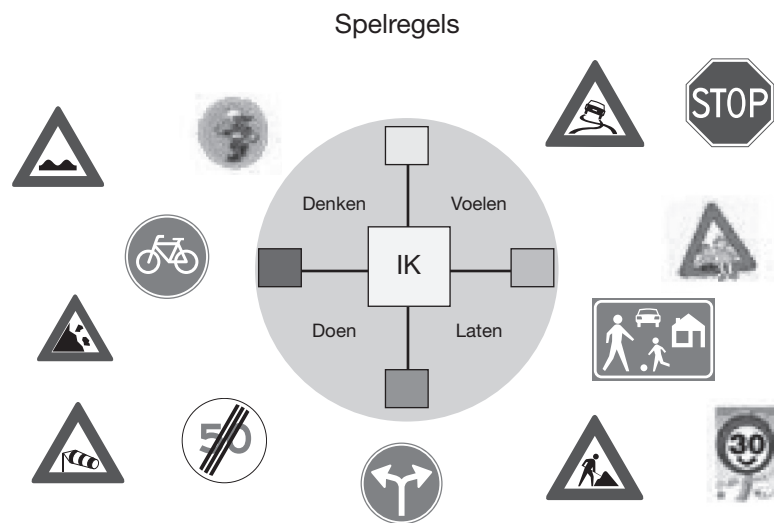 Spelregels
STOP
Denken
Voelen
IK
Doen
Laten
50
30